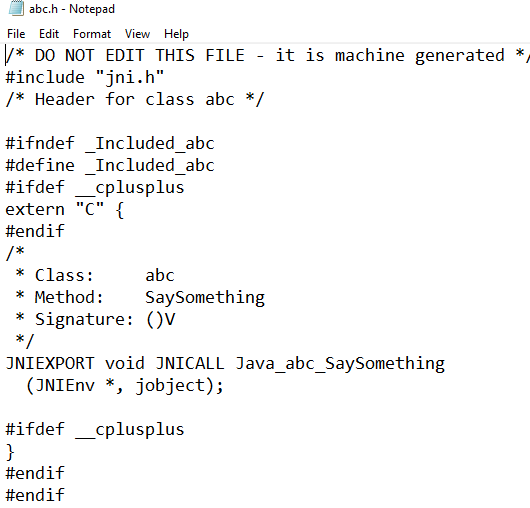 abc.h - Notepad
File Edit Format View Help
/* DO NOT EDIT THIS FILE - it is machine generated */
#include "jni.h"
/* Header for class abc */

#ifndef _Included_abc
#define _Included_abc
#ifdef __cplusplus
extern "C" {
#endif
/*
 * Class:     abc
 * Method:    SaySomething
 * Signature: ()V
 */
JNIEXPORT void JNICALL Java_abc_SaySomething
  (JNIEnv *, jobject);

#ifdef __cplusplus
}
#endif
#endif